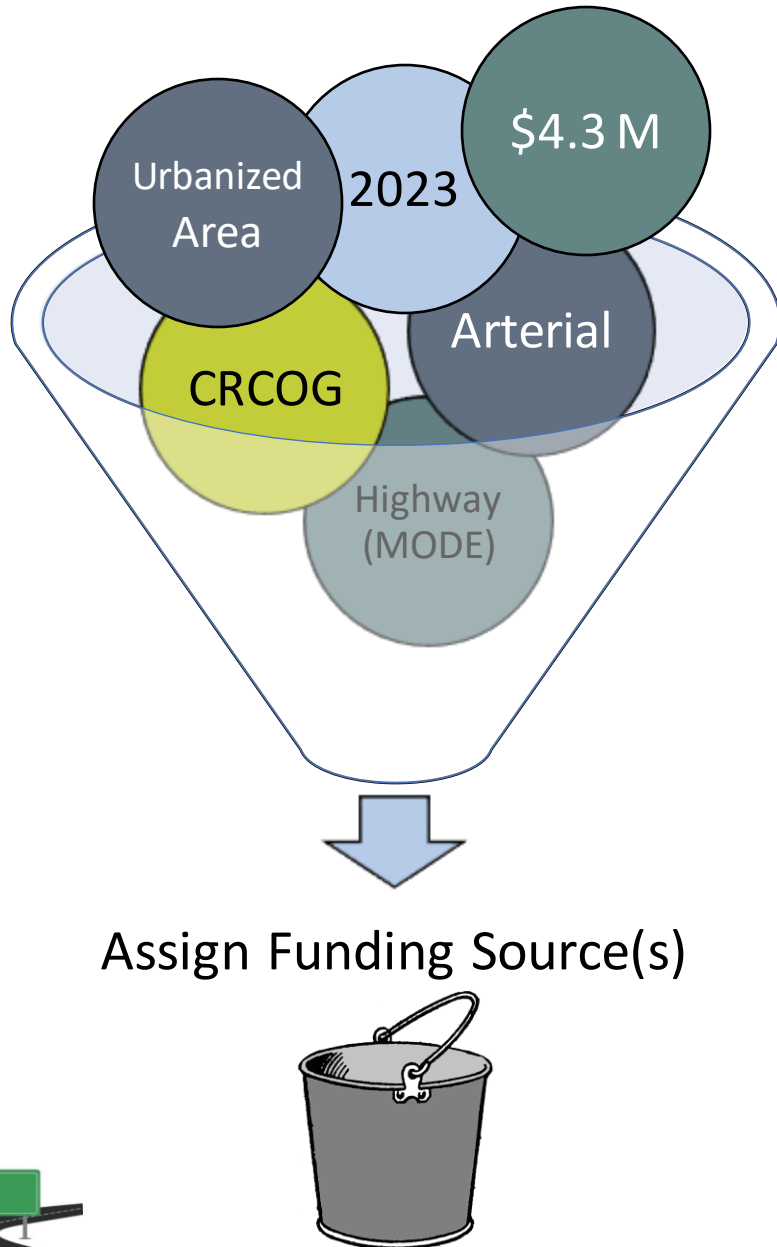 $4.3 M
Urbanized
Area
2023
Arterial
CRCOG
Highway
(MODE)
Assign Funding Source(s)